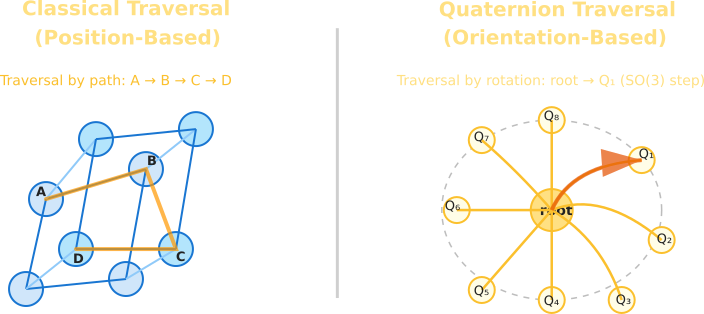 Classical Traversal
(Position-Based)
Traversal by path: A → B → C → D
A
B
C
D
Quaternion Traversal
(Orientation-Based)
Traversal by rotation: root → Q₁ (SO(3) step)
Q₈
Q₇
Q₁
Q₆
root
Q₂
Q₅
Q₄
Q₃